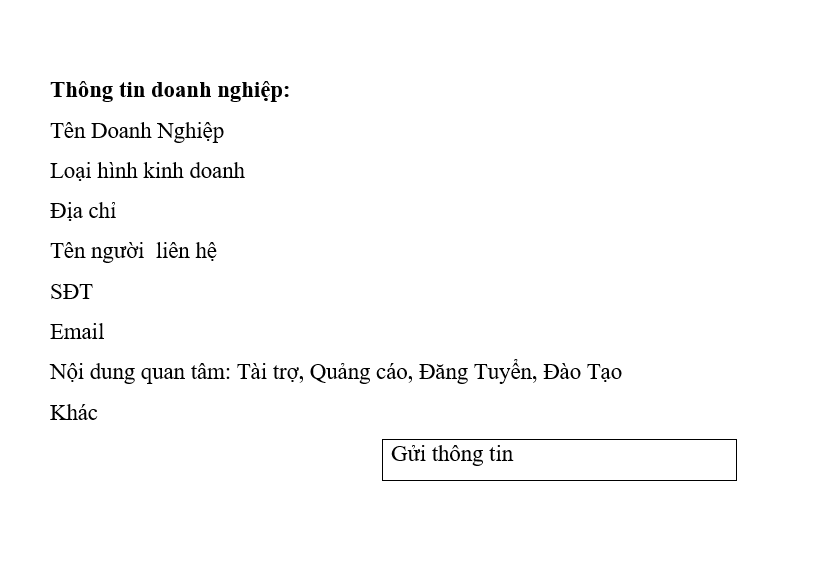 Thông tin doanh nghiệp:
Tên Doanh Nghiệp
Loại hình kinh doanh
Địa chỉ
Tên người  liên hệ
SĐT
Email
Nội dung quan tâm: Tài trợ, Quảng cáo, Đăng Tuyển, Đào Tạo
Khác
Gửi thông tin